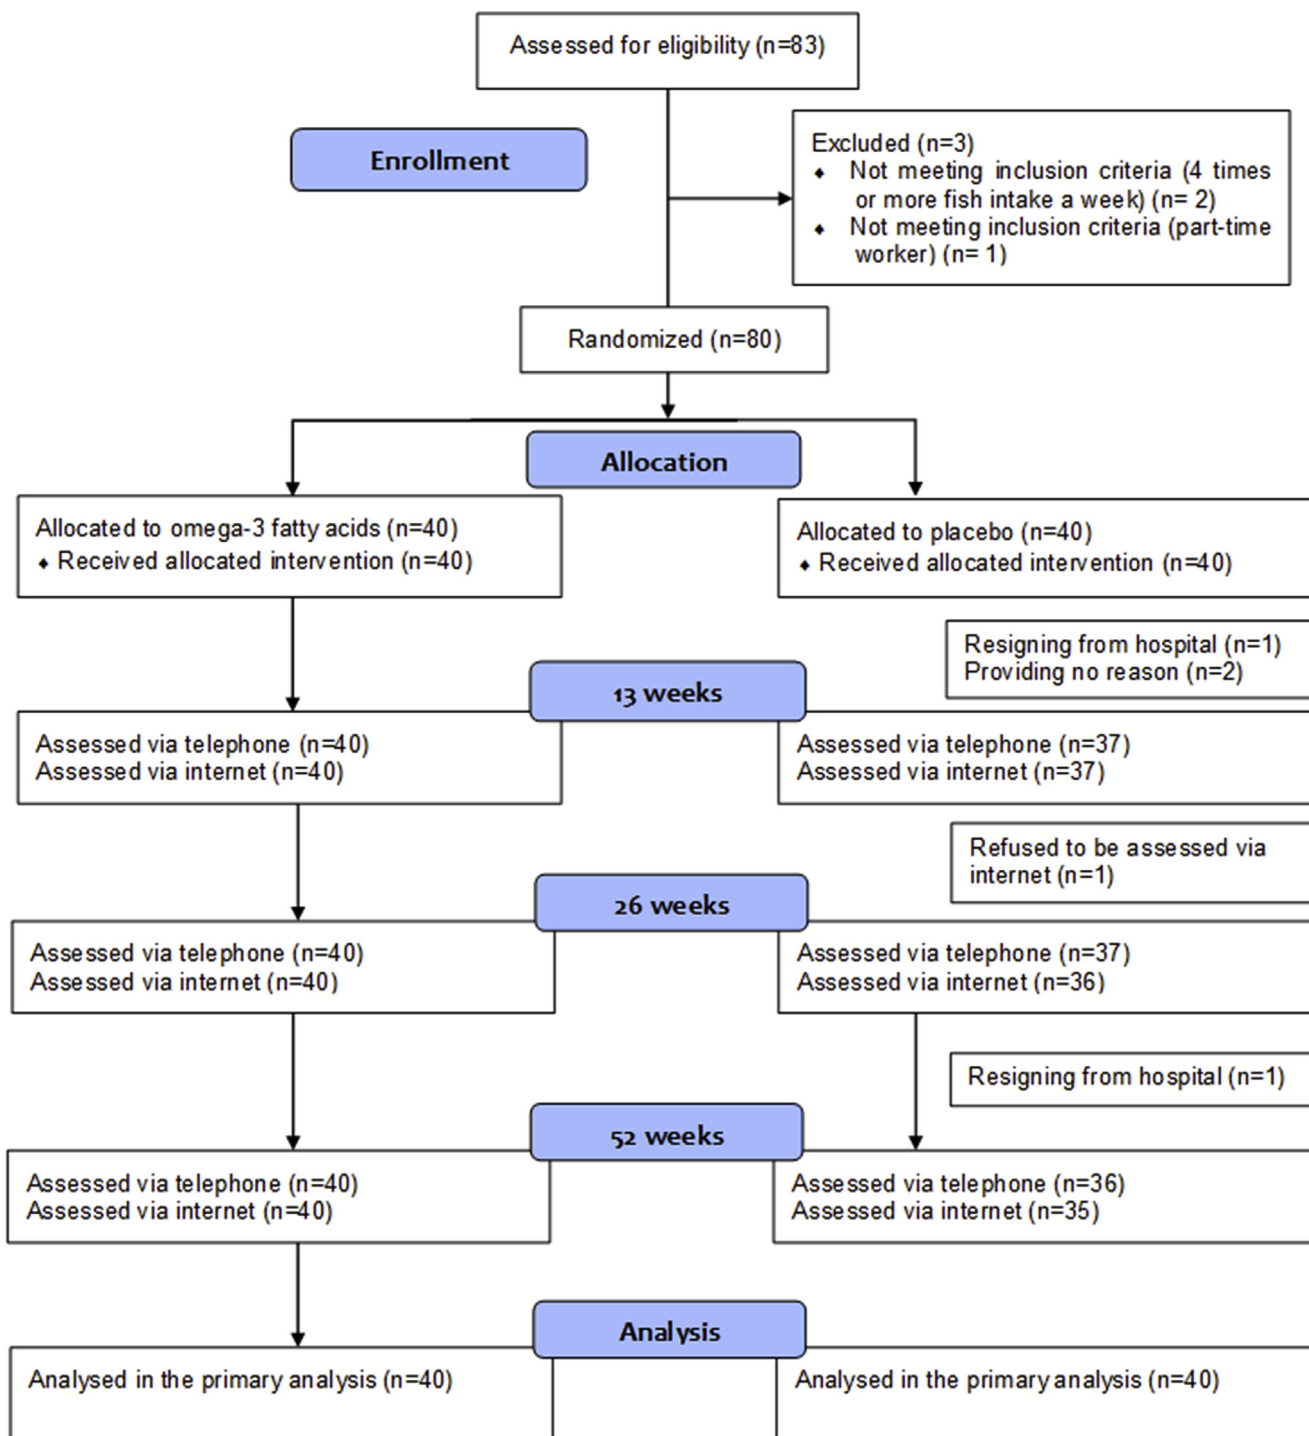 Assessed for eligibility (n=83)
Enrollment
Excluded (n=3)
⬧ Not meeting inclusion criteria (4 times
or more fish intake a week) (n= 2)
⬧ Not meeting inclusion criteria (part-time
worker) (n= 1)
Randomized (n=80)
Allocation
Allocated to omega-3 fatty acids (n=40)
⬧ Received allocated intervention (n=40)
Allocated to placebo (n=40)
⬧ Received allocated intervention (n=40)
Resigning from hospital (n=1)
Providing no reason (n=2)
13 weeks
Assessed via telephone (n=40)
Assessed via internet (n=40)
Assessed via telephone (n=37)
Assessed via internet (n=37)
Refused to be assessed via
internet (n=1)
26 weeks
Assessed via telephone (n=40)
Assessed via internet (n=40)
Assessed via telephone (n=37)
Assessed via internet (n=36)
Resigning from hospital (n=1)
52 weeks
Assessed via telephone (n=40)
Assessed via internet (n=40)
Assessed via telephone (n=36)
Assessed via internet (n=35)
Analysis
Analysed in the primary analysis (n=40)
Analysed in the primary analysis (n=40)